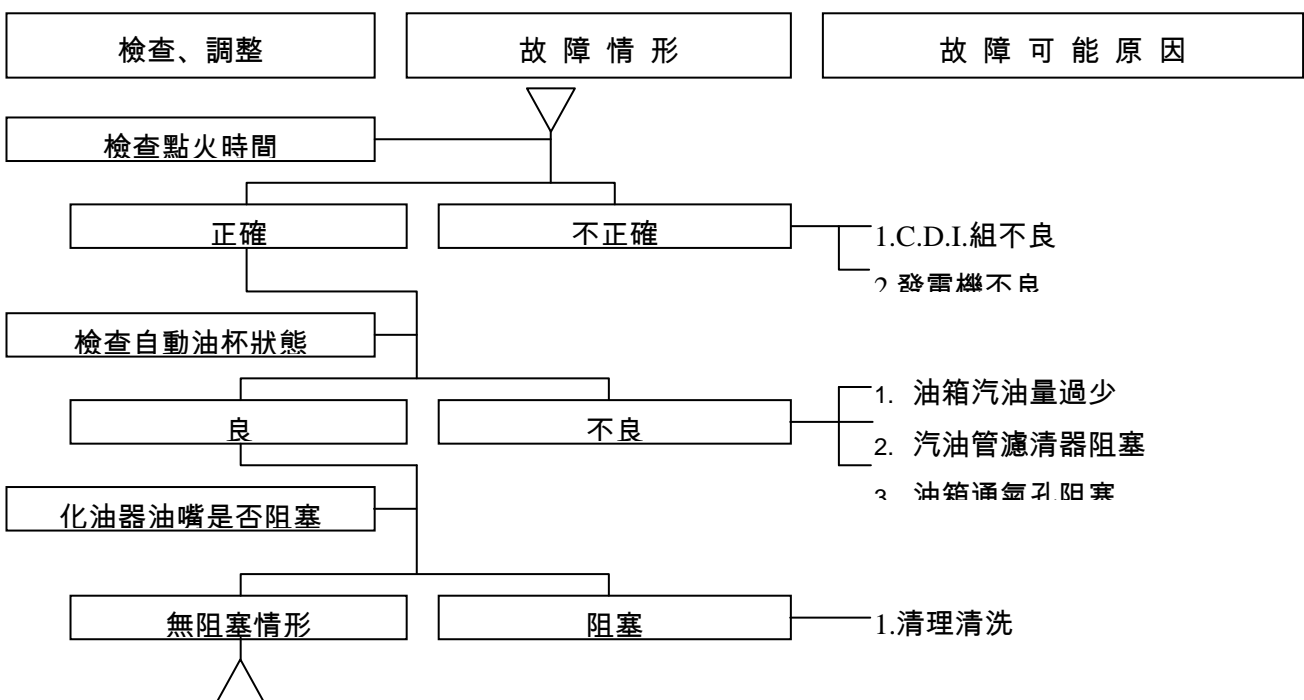 檢查、調整
故 障 情 形
故 障 可 能 原 因
檢查點火時間
正確
不正確
1.C.D.I.組不良
2.發電機不良
檢查自動油杯狀態
良
不良
1. 油箱汽油量過少
2. 汽油管濾清器阻塞
3. 油箱通氣孔阻塞
化油器油嘴是否阻塞
無阻塞情形
阻塞
1.清理清洗